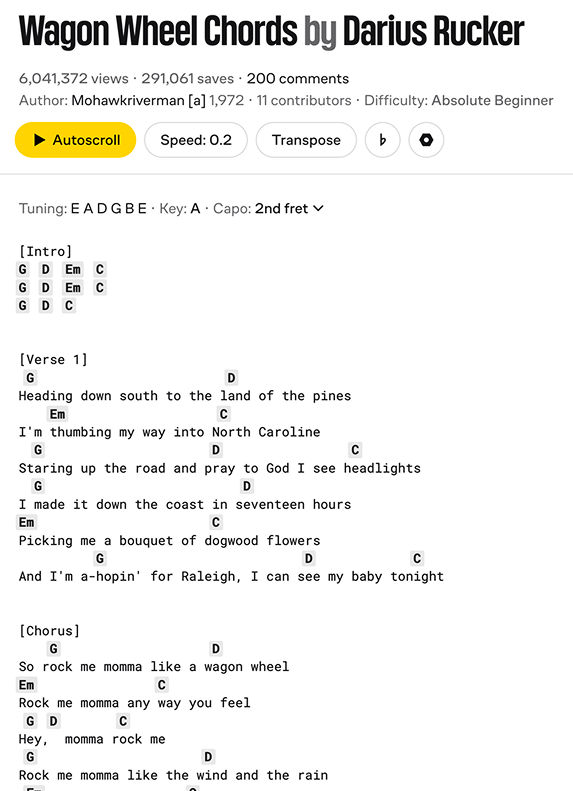 Wagon Wheel Chords by Darius Rucker
6,041,372 views · 291,061 saves · 200 comments
Author: Mohawkriverman [a] 1,972 · 11 contributors · Difficulty: Absolute Beginner
Autoscroll Speed: 0.2 Transpose ♭
Tuning: E A D G B E · Key: A · Capo: 2nd fret
[Intro]
G D Em C
G D Em C
G D C
[Verse 1]
G D
Heading down south to the land of the pines
Em C
I'm thumbing my way into North Caroline
G D C
Staring up the road and pray to God I see headlights
G D
I made it down the coast in seventeen hours
Em C
Picking me a bouquet of dogwood flowers
G D C
And I'm a-hopin' for Raleigh, I can see my baby tonight
[Chorus]
G D
So rock me momma like a wagon wheel
Em C
Rock me momma any way you feel
G D C
Hey, momma rock me
G D
Rock me momma like the wind and the rain